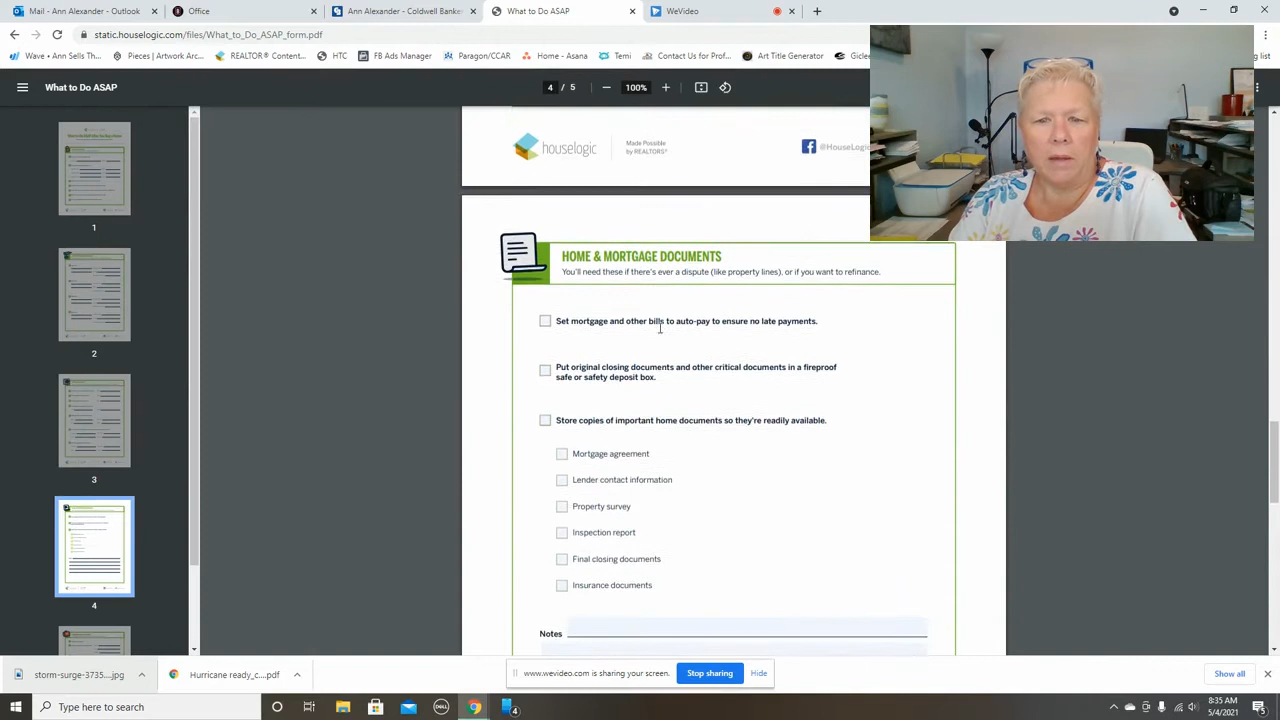 Mail - Ann Alexander - Outlook
Office
Ann Alexander - Coldwell Banke
What to Do ASAP
WeVideo
static.houselogic.com/files/What_to_Do_ASAP_form.pdf
Wave • Ann Sells Th...
Pieces | Artwork Arc...
REALTOR® Content...
HTC
FB Ads Manager
Paragon/CCAR
Home - Asana
Temi
Contact Us for Prof...
Art Title Generator
Giclee
g list
What to Do ASAP
4 / 5
100%
houselogic
Made Possible
by REALTORS®
@HouseLogic
1
2
3
4
HOME & MORTGAGE DOCUMENTS
You'll need these if there's ever a dispute (like property lines), or if you want to refinance.
Set mortgage and other bills to auto-pay to ensure no late payments.
Put original closing documents and other critical documents in a fireproof
safe or safety deposit box.
Store copies of important home documents so they're readily available.
Mortgage agreement
Lender contact information
Property survey
Inspection report
Final closing documents
Insurance documents
Notes
www.wevideo.com is sharing your screen.
Stop sharing
Hide
storage-3735....jpg
Hurricane ready_c....pdf
Show all
Type here to search
DELL
4
8:35 AM
5/4/2021
5